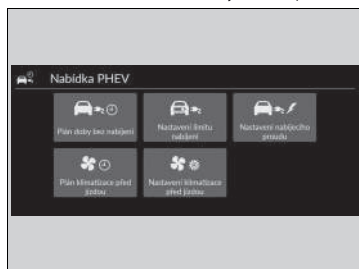 Nabídka PHEV
Plán doby bez nabíjení
Nastavení limitu
nabíjení
Nastavení nabíjecího
proudu
Plán klimatizace před
jízdou
Nastavení klimatizace
před jízdou